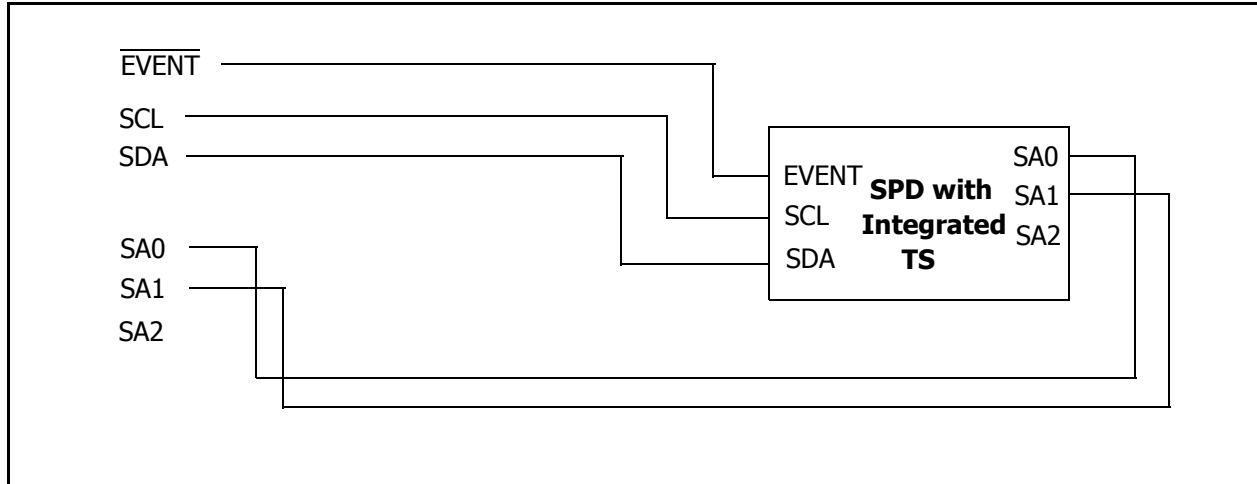 EVENT
SCL
SDA
SA0
SA1
SA2
EVENT
SCL
SDA
SPD with
Integrated
TS
SA0
SA1
SA2